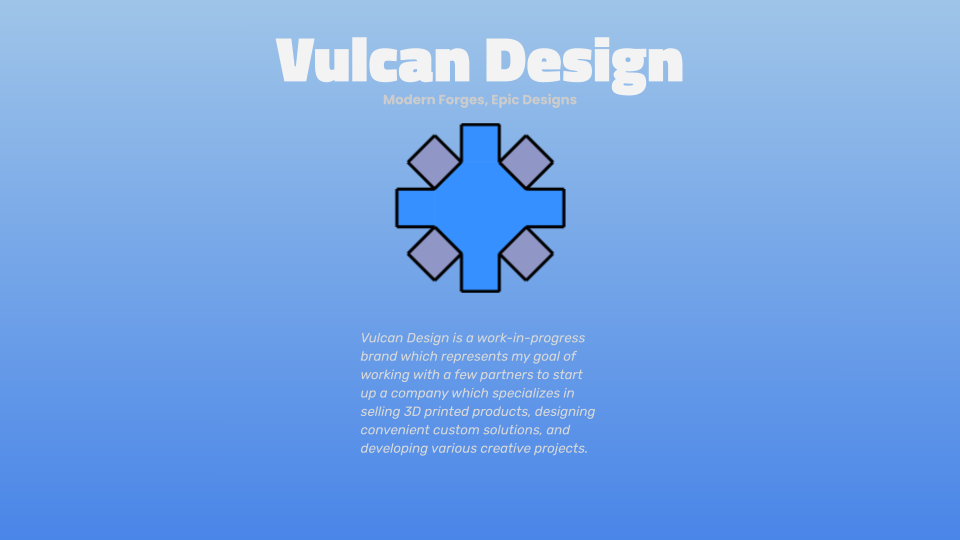 Vulcan Design
Modern Forges, Epic Designs
Vulcan Design is a work-in-progress
brand which represents my goal of
working with a few partners to start
up a company which specializes in
selling 3D printed products, designing
convenient custom solutions, and
developing various creative projects.